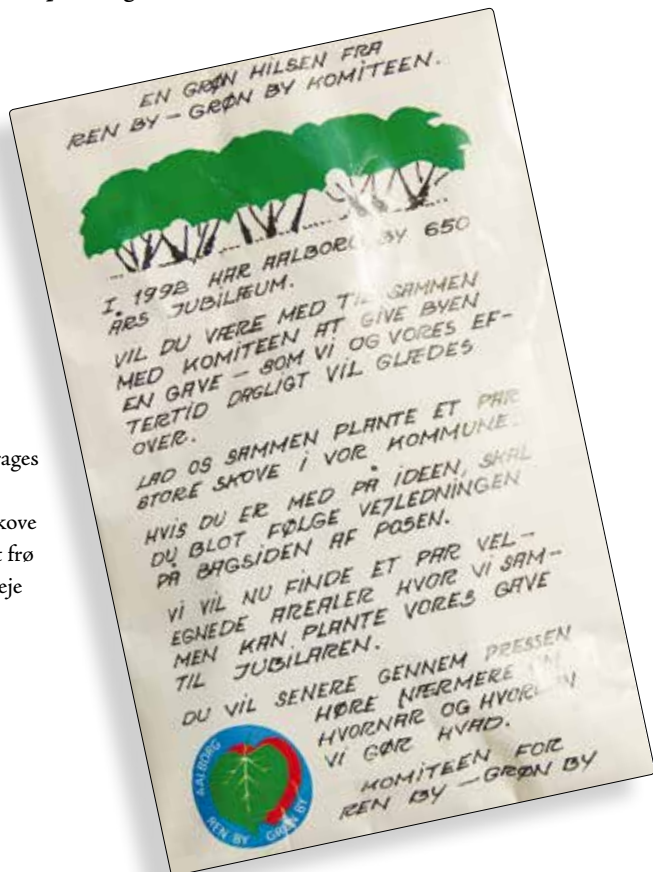 EN GRØN HILSEN FRA
REN BY – GRØN BY KOMITEEN.
I 1992 HAR AALBORG BY 650
ÅRS JUBILÆUM.
VIL DU VÆRE MED TIL SAMMEN
MED KOMITEEN AT GIVE BYEN
EN GAVE – SOM VI OG VORES EF-
TERTID DAGLIGT VIL GLÆDES
OVER.
LAD OS SAMMEN PLANTE ET PAR
STORE SKOVE I VOR KOMMUNE.
HVIS DU ER MED PÅ IDEEN, SKAL
DU BLOT FØLGE VEJLEDNINGEN
PÅ BAGSIDEN AF POSEN.
VI VIL NU FINDE ET PAR VEL-
EGNEDE AREALER HVOR VI SAM-
MEN KAN PLANTE VORES GAVE
TIL JUBILAREN.
DU VIL SENERE GENNEM PRESSEN
HØRE NÆRMERE OM
HVORNÅR OG HVORDAN
VI GØR HVAD.
KOMITEEN FOR
REN BY – GRØN BY
AALBORG
REN BY GRØN BY
rages
kove
t frø
eje